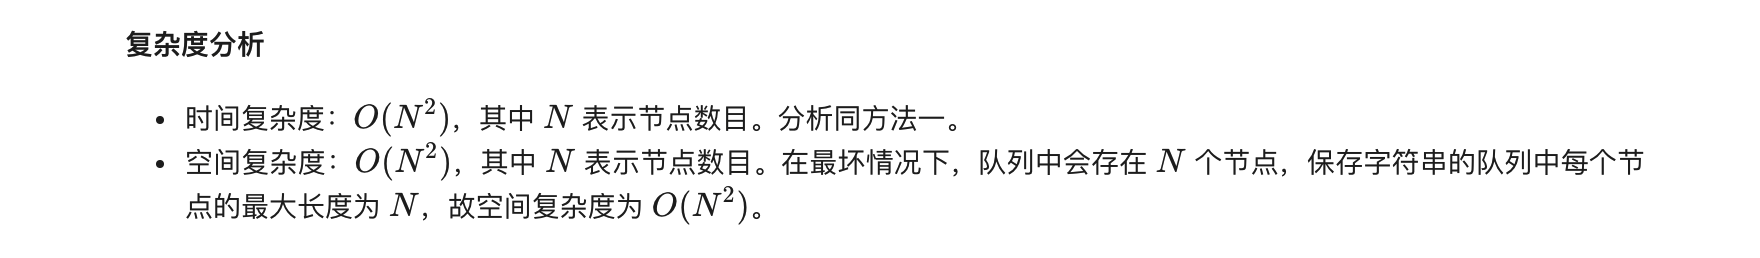 复杂度分析
• 时间复杂度：$O(N^2)$，其中 $N$ 表示节点数目。分析同方法一。
• 空间复杂度：$O(N^2)$，其中 $N$ 表示节点数目。在最坏情况下，队列中会存在 $N$ 个节点，保存字符串的队列中每个节
点的最大长度为 $N$，故空间复杂度为 $O(N^2)$。